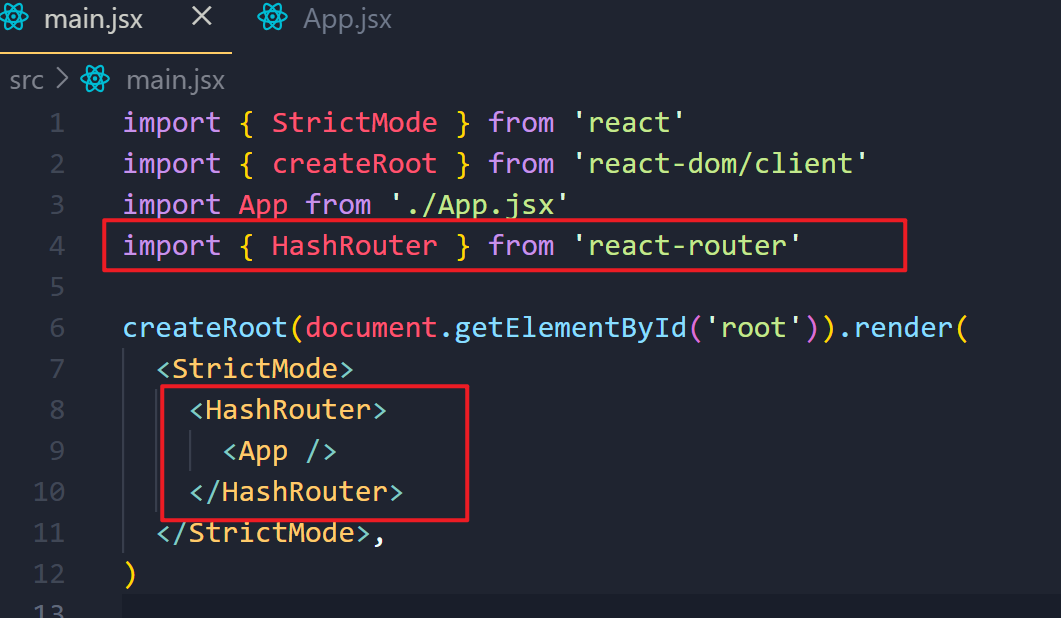 main.jsx × App.jsx
src > main.jsx
1 import { StrictMode } from 'react'
2 import { createRoot } from 'react-dom/client'
3 import App from './App.jsx'
4 import { HashRouter } from 'react-router'
5
6 createRoot(document.getElementById('root')).render(
7   <StrictMode>
8     <HashRouter>
9       <App />
10     </HashRouter>
11   </StrictMode>,
12 )
13